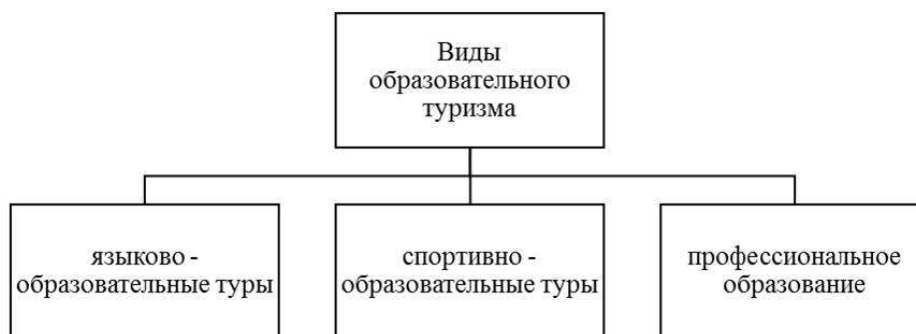 Виды
образовательного
туризма
языково -
образовательные туры
спортивно -
образовательные туры
профессиональное
образование